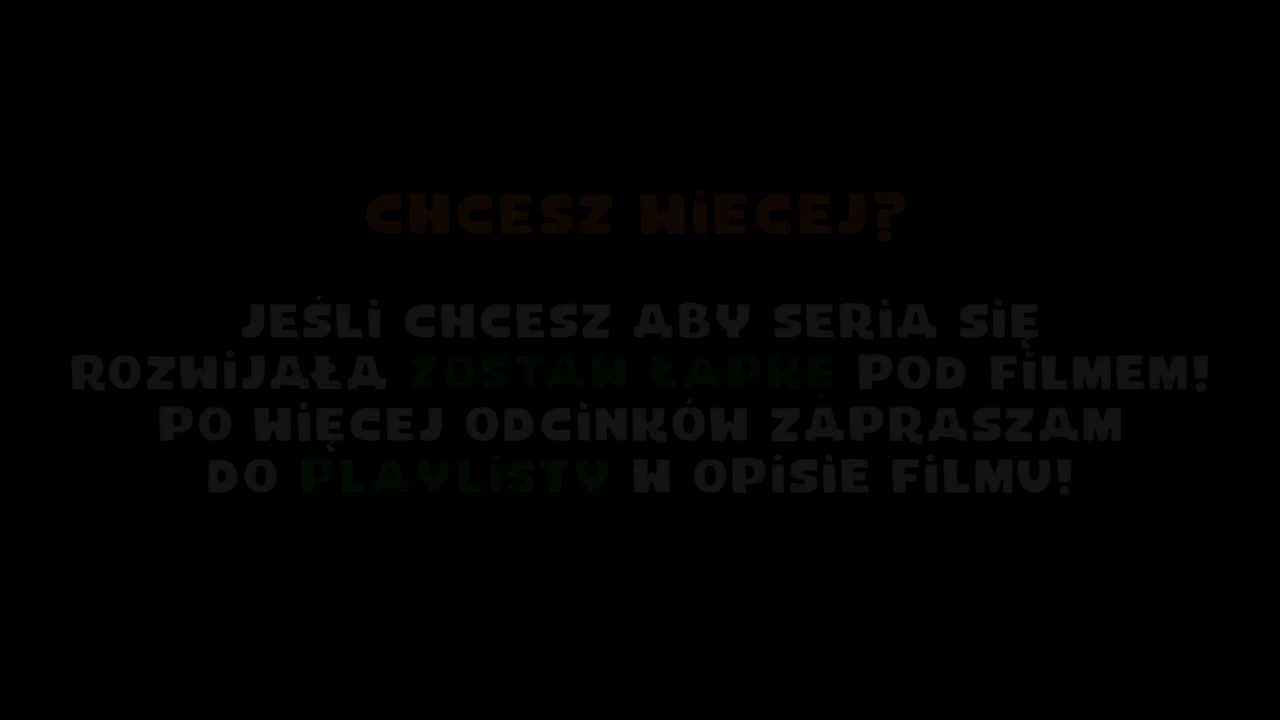 CHCESZ WiECEJ?
JEŚLi CHCESZ ABY SERiA SiĘ
ROZWiJAŁA ZOSTAW ŁAPKĘ POD FiLMEM!
PO WiĘCEJ ODCiNKÓW ZAPRASZAM
DO PLAYLiSTY W OPiSiE FiLMU!